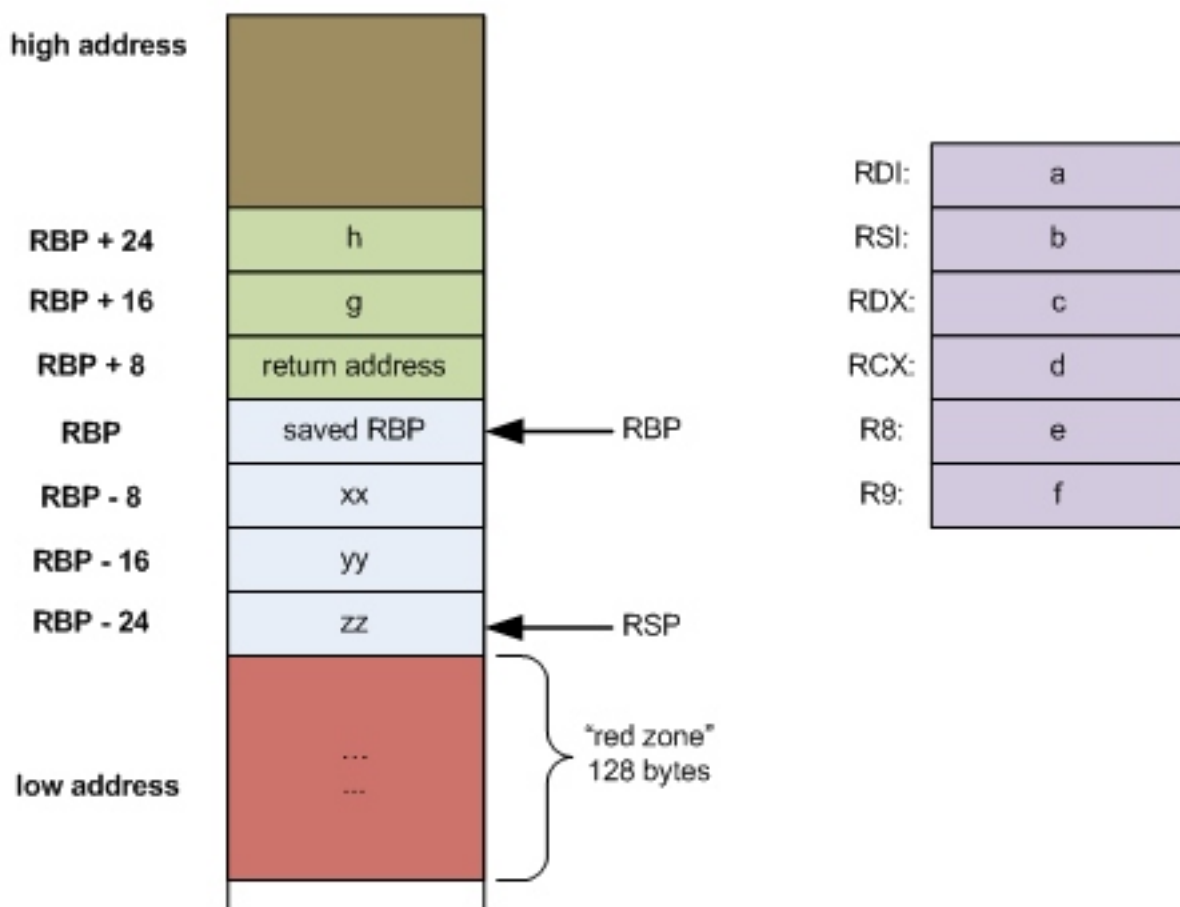 high address
RBP + 24
h
RBP + 16
g
RBP + 8
return address
RBP
saved RBP
RBP
RBP - 8
xx
RBP - 16
yy
RBP - 24
zz
RSP
...
...
"red zone"
128 bytes
low address
RDI:
a
RSI:
b
RDX:
c
RCX:
d
R8:
e
R9:
f